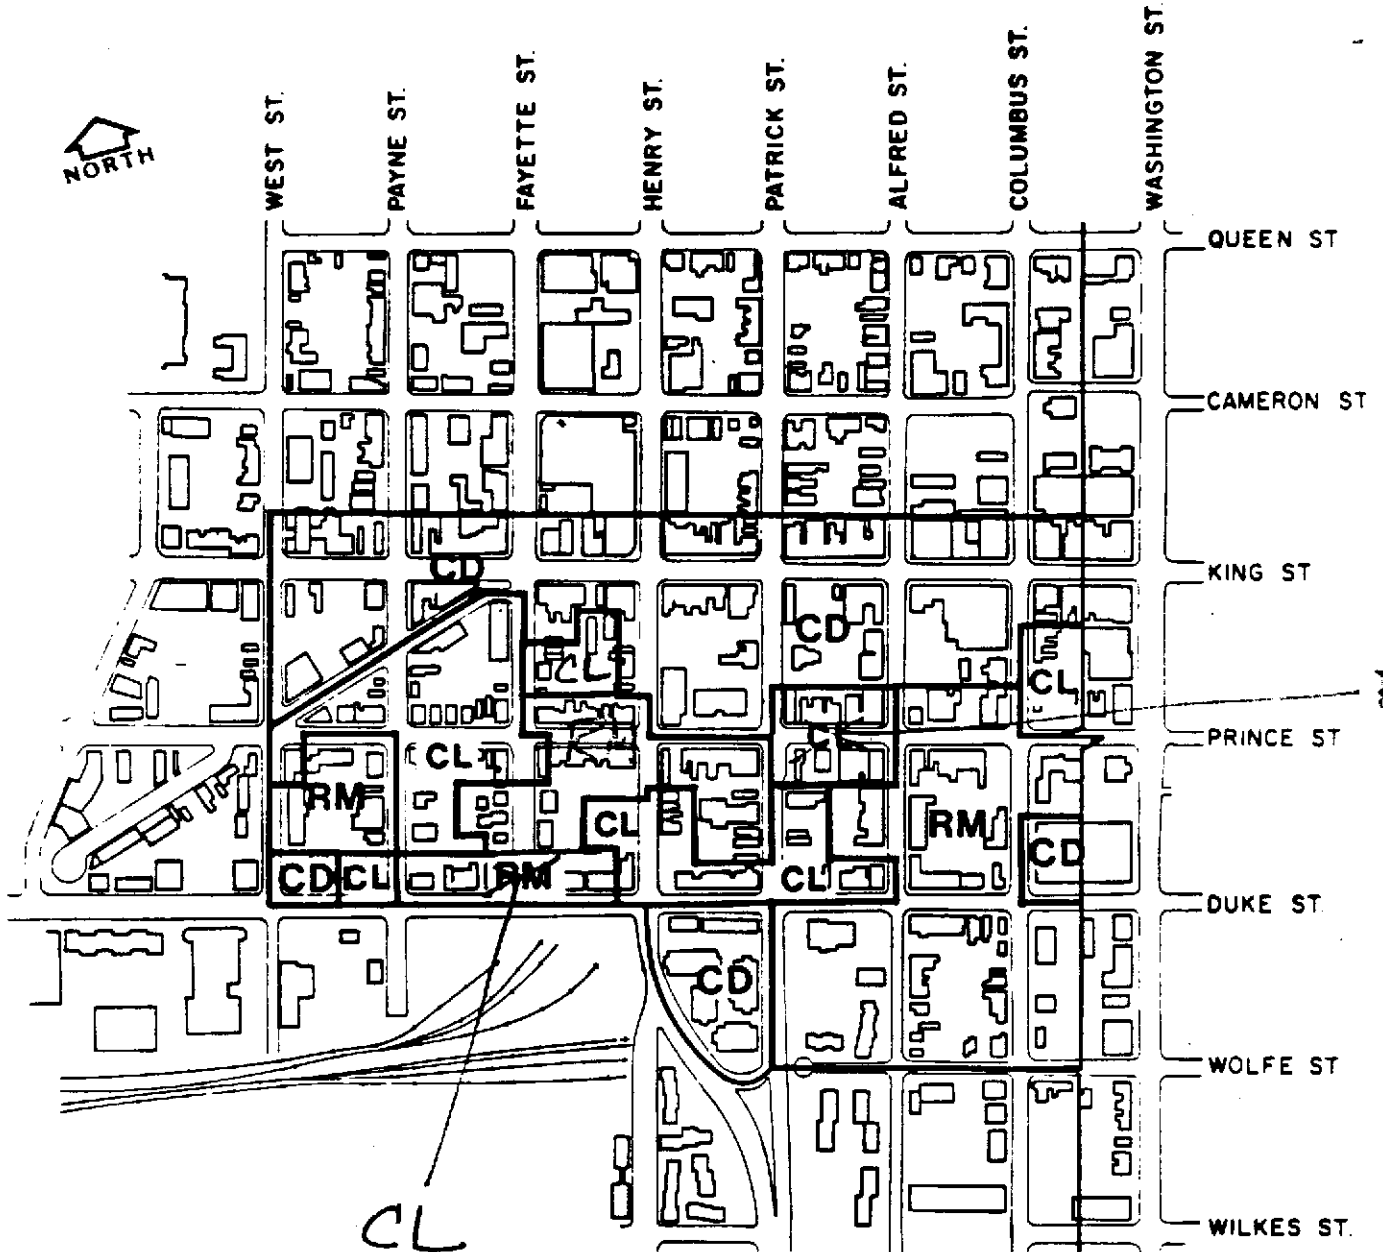 WEST ST.
PAYNE ST.
FAYETTE ST.
HENRY ST.
PATRICK ST.
ALFRED ST.
COLUMBUS ST.
WASHINGTON ST.
NORTH
QUEEN ST
CAMERON ST
CD
KING ST
CD
CL
CL
PRINCE ST
CL
RM
CL
RM
CD
CD
CL
RM
CL
DUKE ST.
CD
WOLFE ST
CL
WILKES ST.